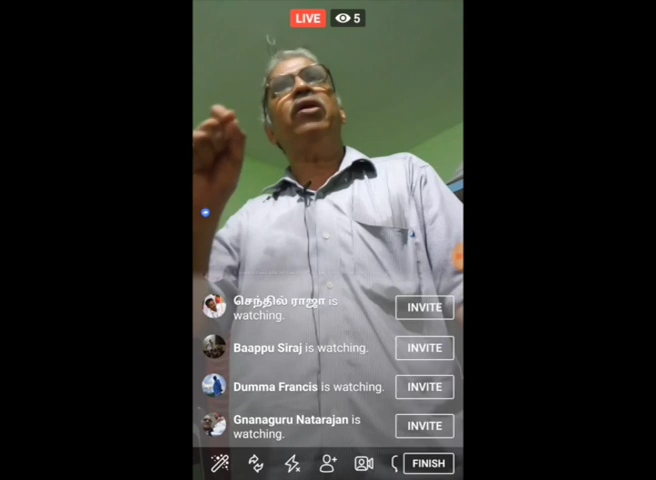 LIVE 5
செந்தில் ராஜா is
watching.
INVITE
Baappu Siraj is watching.
INVITE
Dumma Francis is watching.
INVITE
Gnanaguru Natarajan is
watching.
INVITE
FINISH